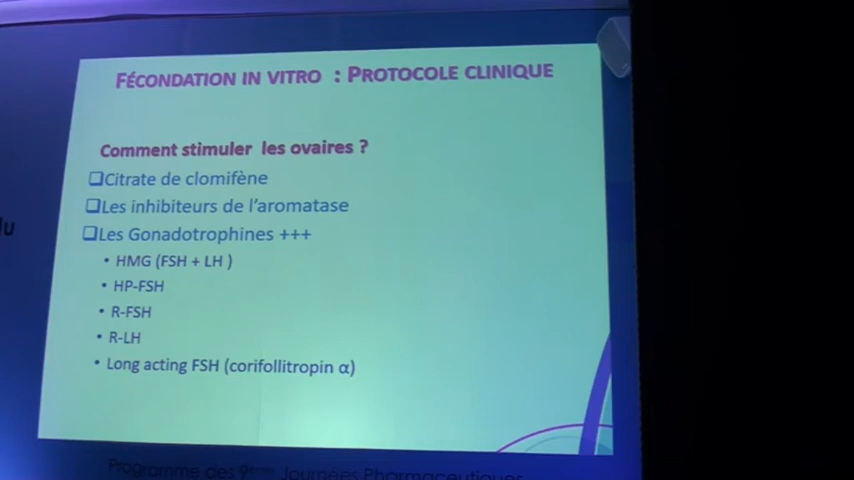 FÉCONDATION IN VITRO : PROTOCOLE CLINIQUE
Comment stimuler les ovaires ?
❑Citrate de clomifène
❑Les inhibiteurs de l'aromatase
❑Les Gonadotrophines +++
• HMG (FSH + LH )
• HP-FSH
• R-FSH
• R-LH
• Long acting FSH (corifollitropin α)
Programme des 9èmes Journées Pharmaceutiques